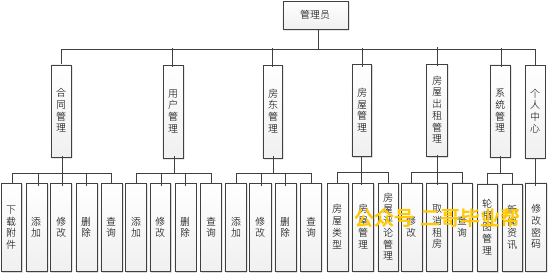 管理员
合同管理
用户管理
房东管理
房屋管理
房屋出租管理
系统管理
个人中心
下载附件
添加
修改
删除
查询
添加
修改
删除
查询
添加
修改
删除
查询
房屋类型
房屋管理
房屋评论管理
修改
取消租房
查询
轮播图管理
新闻资讯
修改密码
公众号 二哥毕业帮